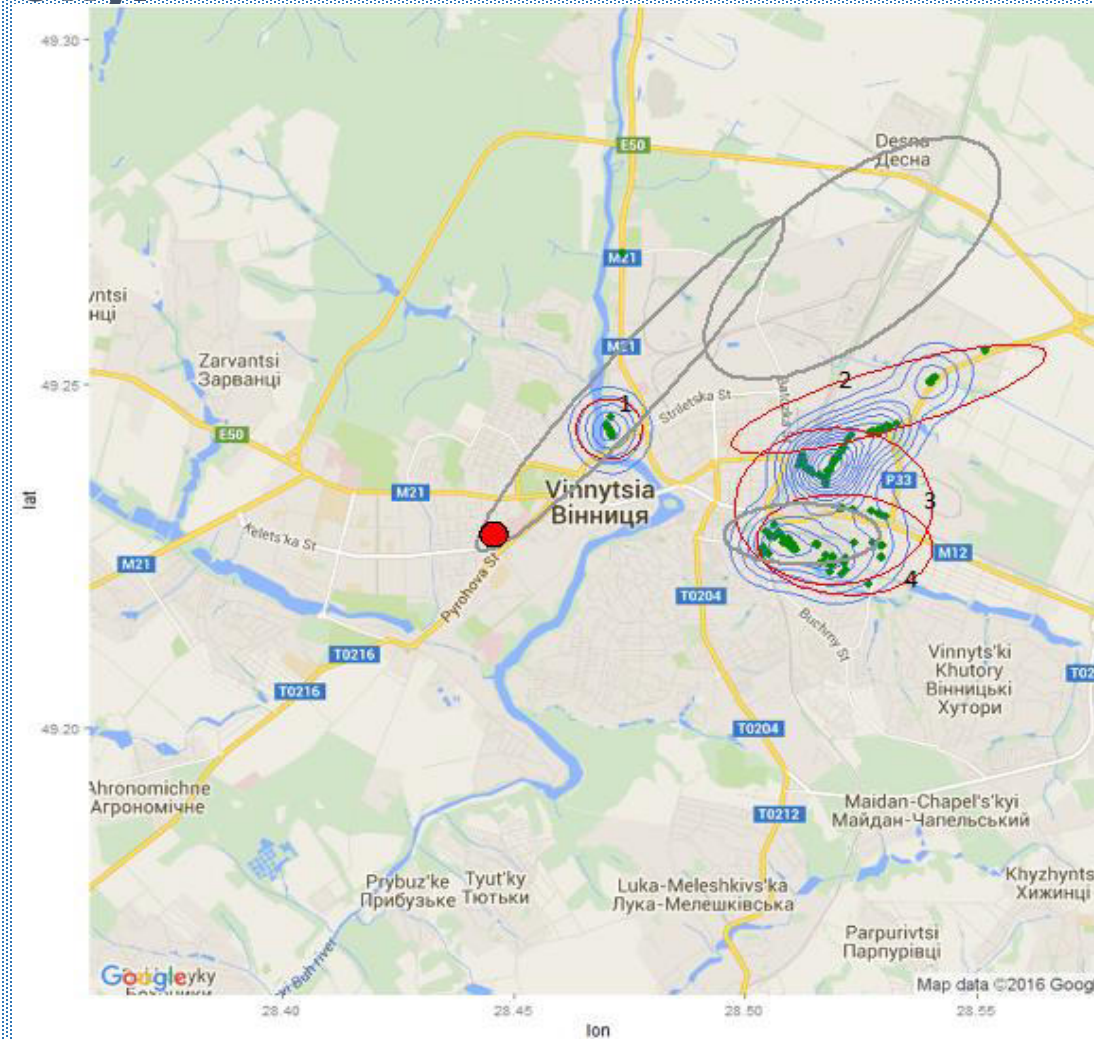 49.30
E50
Desna
Десна
M21
Zarvantsi
Зарванці
M21
49.25
1
2
Striletska St
E50
M21
Vinnytsia
Вінниця
P33
3
Kelets'ka St
M21
M12
4
Pyrohova St
T0204
Buchmy St
T0216
T0216
Vinnyts'ki
Khutory
Вінницькі
Хутори
49.20
T0204
Ahronomichne
Агрономічне
T0212
Maidan-Chapel's'kyi
Майдан-Чапельський
Prybuz'ke
Прибузьке
Tyut'ky
Тютьки
Luka-Meleshkivs'ka
Лука-Мелешківська
Parpurivtsi
Парпурівці
Khyzhynts
Хижинці
Google
Map data ©2016 Goog
28.40
28.45
28.50
28.55
lon
lat